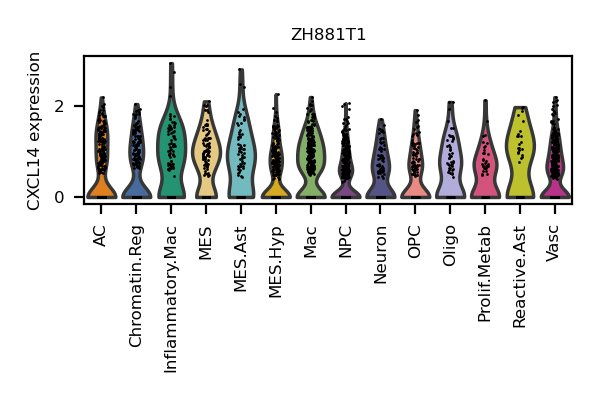 ZH881T1
CXCL14 expression
2
0
AC
Chromatin.Reg
Inflammatory.Mac
MES
MES.Ast
MES.Hyp
Mac
NPC
Neuron
OPC
Oligo
Prolif.Metab
Reactive.Ast
Vasc